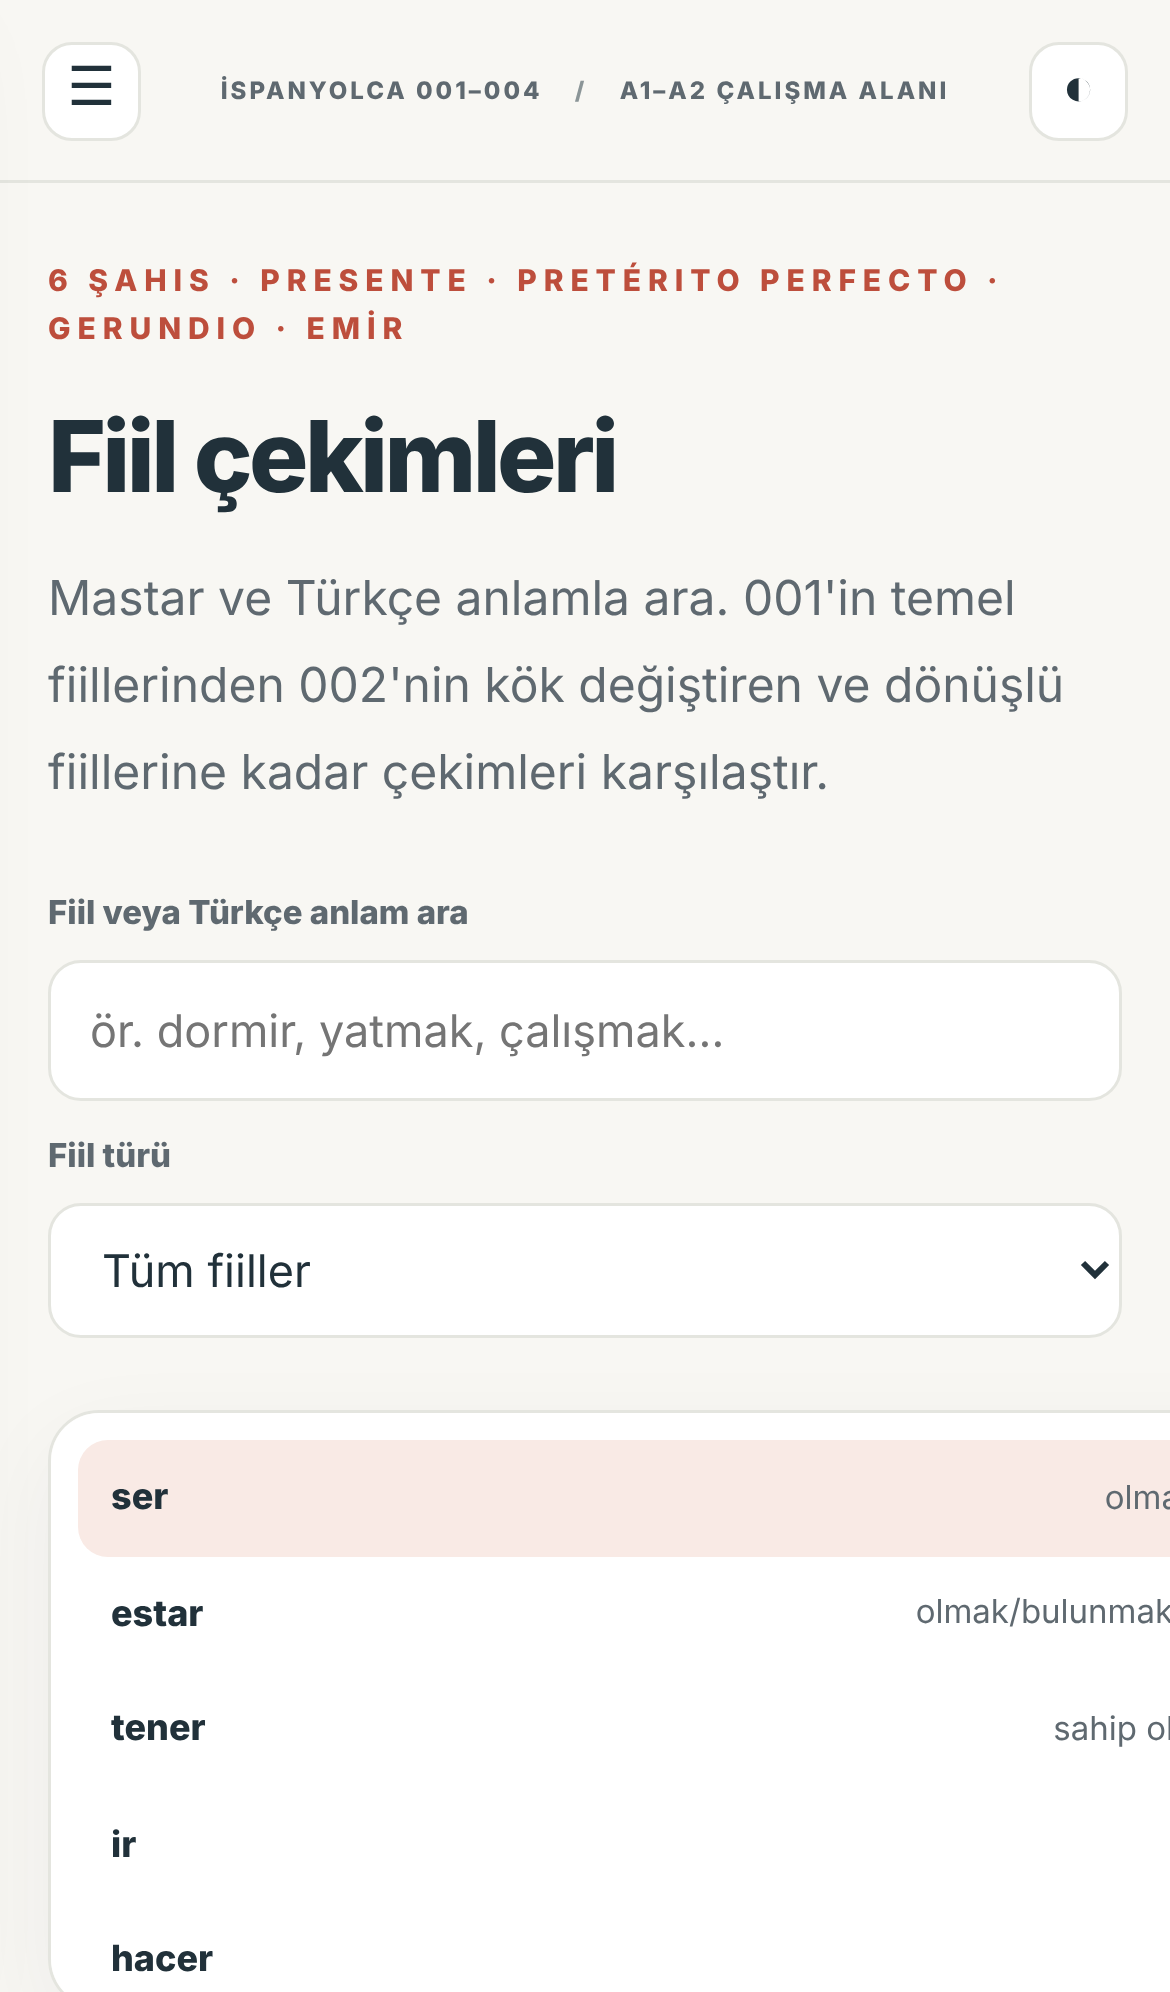 İSPANYOLCA 001–004 / A1–A2 ÇALIŞMA ALANI
6 ŞAHIS · PRESENTE · PRETÉRITO PERFECTO ·
GERUNDIO · EMİR
Fiil çekimleri
Mastar ve Türkçe anlamla ara. 001'in temel
fiillerinden 002'nin kök değiştiren ve dönüşlü
fiillerine kadar çekimleri karşılaştır.
Fiil veya Türkçe anlam ara
ör. dormir, yatmak, çalışmak...
Fiil türü
Tüm fiiller
ser
estar olmak/bulunmak
tener sahip
ir
hacer